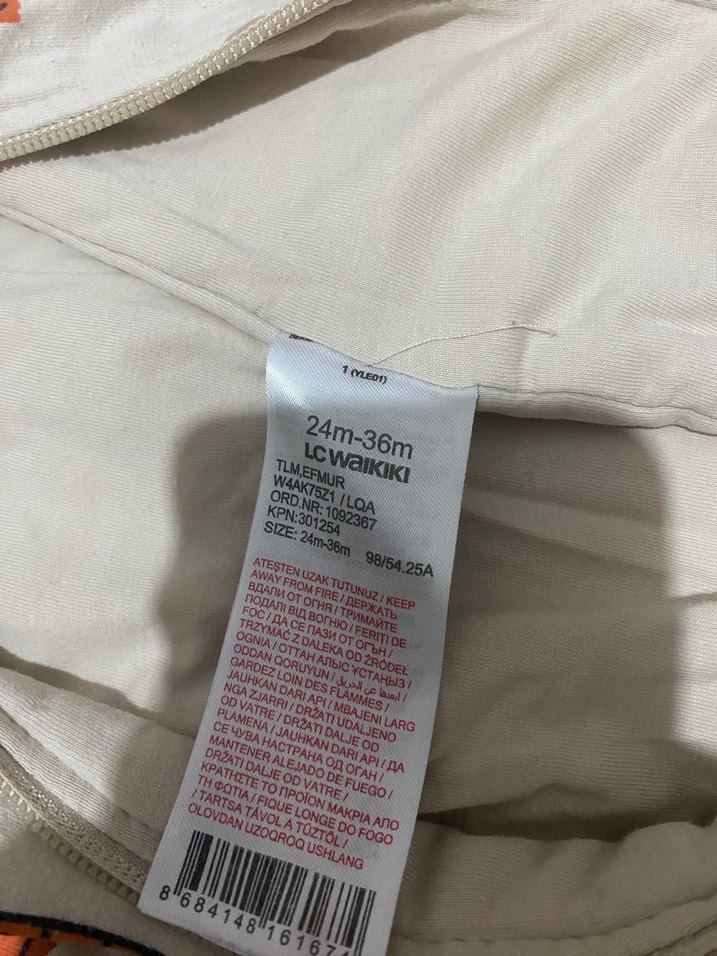 1 (YLE01)
24m-36m
LC WAIKIKI
TLM,EFMUR
W4AK75Z1 / LQA
ORD.NR: 1092367
KPN:301254
SIZE: 24m-36m 98/54.25A
ATEŞTEN UZAK TUTUNUZ / KEEP
AWAY FROM FIRE / ДЕРЖАТЬ
ВДАЛИ ОТ ОГНЯ / ТРИМАЙТЕ
ПОДАЛІ ВІД ВОГНЮ / FERITI DE
FOC / ДА СЕ ПАЗИ ОТ ОГЪН /
TRZYMAĆ Z DALEKA OD ŹRÓDEŁ
OGNIA / ОТТАН АЛЫС ҰСТАҢЫЗ /
ODDAN QORUYUN / ابعدها عن الحريق /
GARDEZ LOIN DES FLAMMES /
JAUHKAN DARI API / MBAJENI LARG
NGA ZJARRI / DRŽATI UDALJENO
OD VATRE / DRŽATI DALJE OD
PLAMENA / JAUHKAN DARI API / ДА
СЕ ЧУВА НАСТРАНА ОД ОГАН /
MANTENER ALEJADO DE FUEGO /
DRŽATI DALJE OD VATRE /
ΚΡΑΤΗΣΤΕ ΤΟ ΠΡΟΪΟΝ ΜΑΚΡΙΑ ΑΠΟ
ΤΗ ΦΩΤΙΑ / FIQUE LONGE DO FOGO
/ TARTSA TÁVOL A TŰZTŐL /
OLOVDAN UZOQROQ USHLANG
8 684148 161674